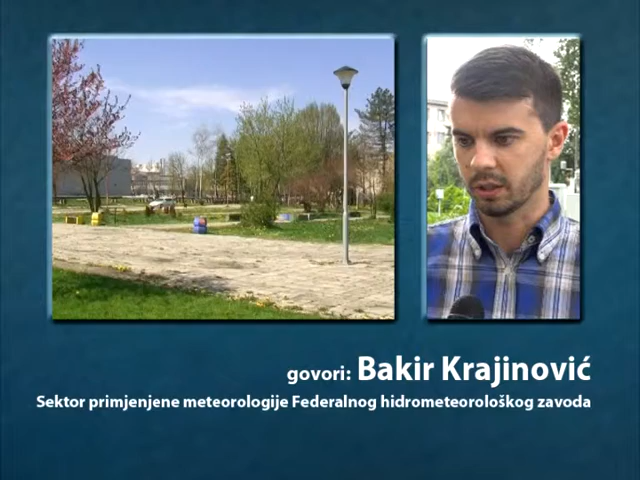 govori: Bakir Krajinović
Sektor primjenjene meteorologije Federalnog hidrometeorološkog zavoda